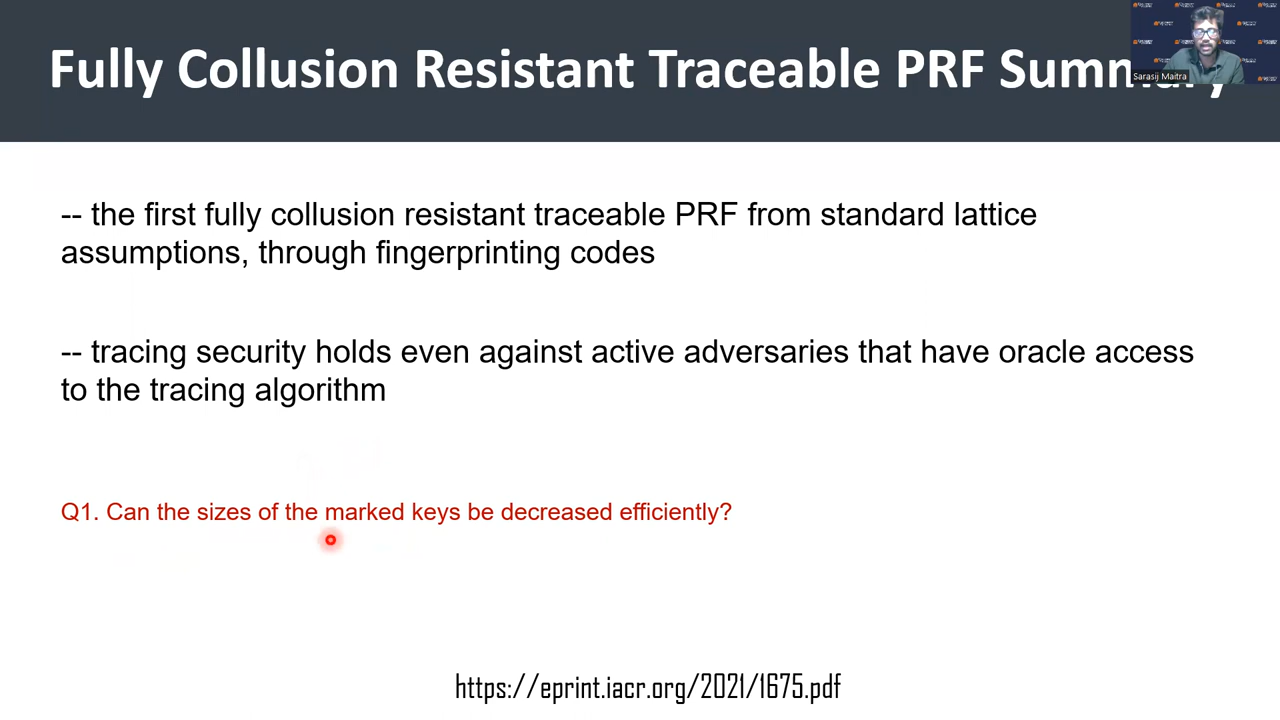 Fully Collusion Resistant Traceable PRF
Sarasij Maitra
-- the first fully collusion resistant traceable PRF from standard lattice
assumptions, through fingerprinting codes
-- tracing security holds even against active adversaries that have oracle access
to the tracing algorithm
Q1. Can the sizes of the marked keys be decreased efficiently?
https://eprint.iacr.org/2021/1675.pdf